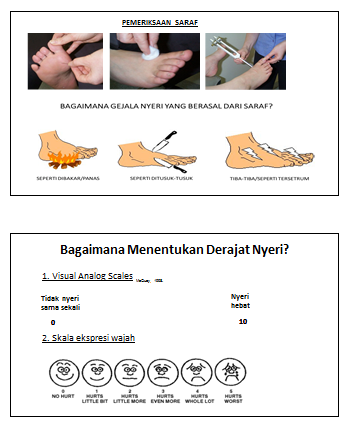 PEMERIKSAAN SARAF
BAGAIMANA GEJALA NYERI YANG BERASAL DARI SARAF?
SEPERTI DIBAKAR/PANAS
SEPERTI DITUSUK-TUSUK
TIBA-TIBA/SEPERTI TERSETRUM
Bagaimana Menentukan Derajat Nyeri?
1. Visual Analog Scales
Tidak nyeri
sama sekali
0
Nyeri
hebat
10
2. Skala ekspresi wajah
0 1 2 3 4 5
NO HURT
HURTS
LITTLE BIT
HURTS
LITTLE MORE
HURTS
EVEN MORE
HURTS
WHOLE LOT
HURTS
WORST